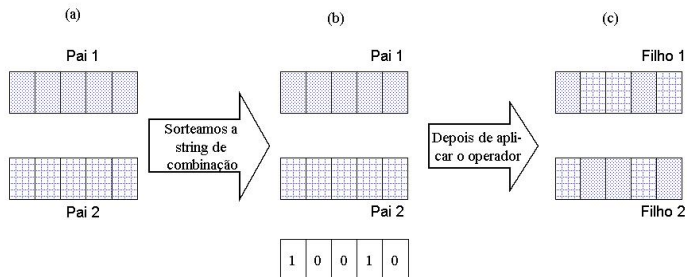 (a)
(b)
(c)
Pai 1
Pai 1
Filho 1
Sorteamos a
string de
combinação
Depois de apli-
car o operador
Pai 2
Pai 2
Filho 2
1 0 0 1 0